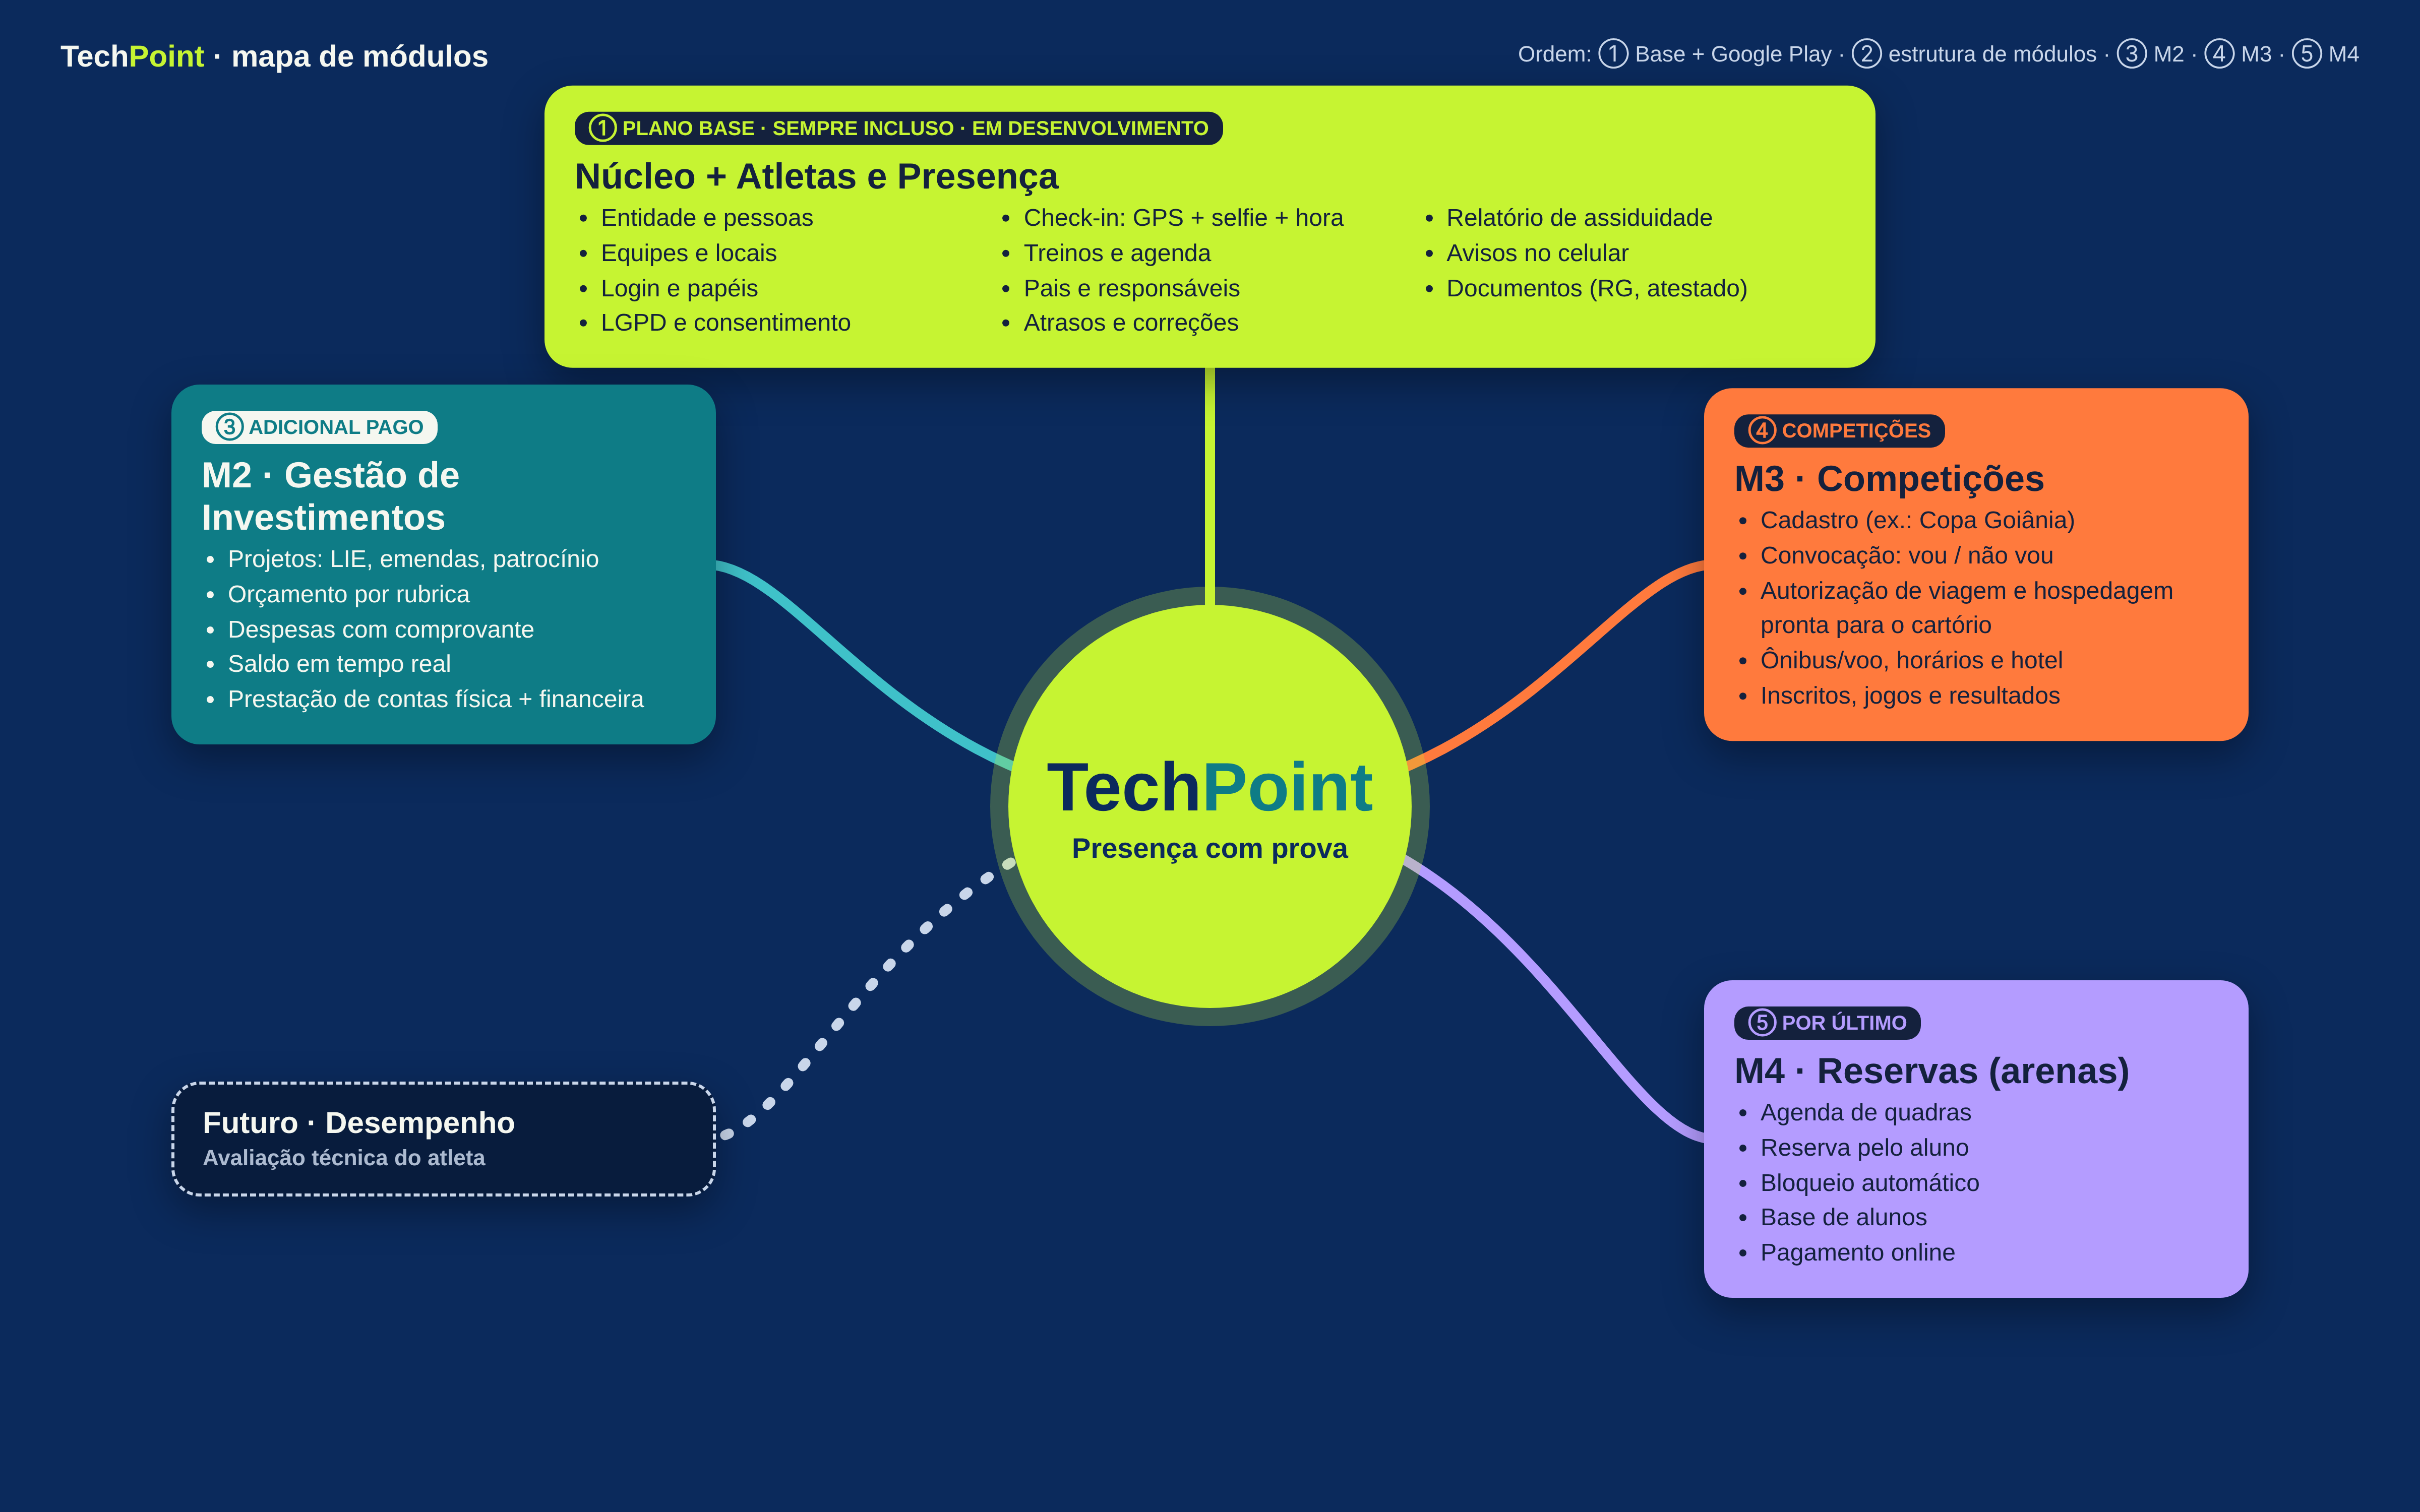 TechPoint · mapa de módulos
Ordem: ① Base + Google Play · ② estrutura de módulos · ③ M2 · ④ M3 · ⑤ M4
① PLANO BASE · SEMPRE INCLUSO · EM DESENVOLVIMENTO
Núcleo + Atletas e Presença
• Entidade e pessoas
• Equipes e locais
• Login e papéis
• LGPD e consentimento
• Check-in: GPS + selfie + hora
• Treinos e agenda
• Pais e responsáveis
• Atrasos e correções
• Relatório de assiduidade
• Avisos no celular
• Documentos (RG, atestado)
③ ADICIONAL PAGO
M2 · Gestão de
Investimentos
• Projetos: LIE, emendas, patrocínio
• Orçamento por rubrica
• Despesas com comprovante
• Saldo em tempo real
• Prestação de contas física + financeira
④ COMPETIÇÕES
M3 · Competições
• Cadastro (ex.: Copa Goiânia)
• Convocação: vou / não vou
• Autorização de viagem e hospedagem
pronta para o cartório
• Ônibus/voo, horários e hotel
• Inscritos, jogos e resultados
TechPoint
Presença com prova
Futuro · Desempenho
Avaliação técnica do atleta
⑤ POR ÚLTIMO
M4 · Reservas (arenas)
• Agenda de quadras
• Reserva pelo aluno
• Bloqueio automático
• Base de alunos
• Pagamento online